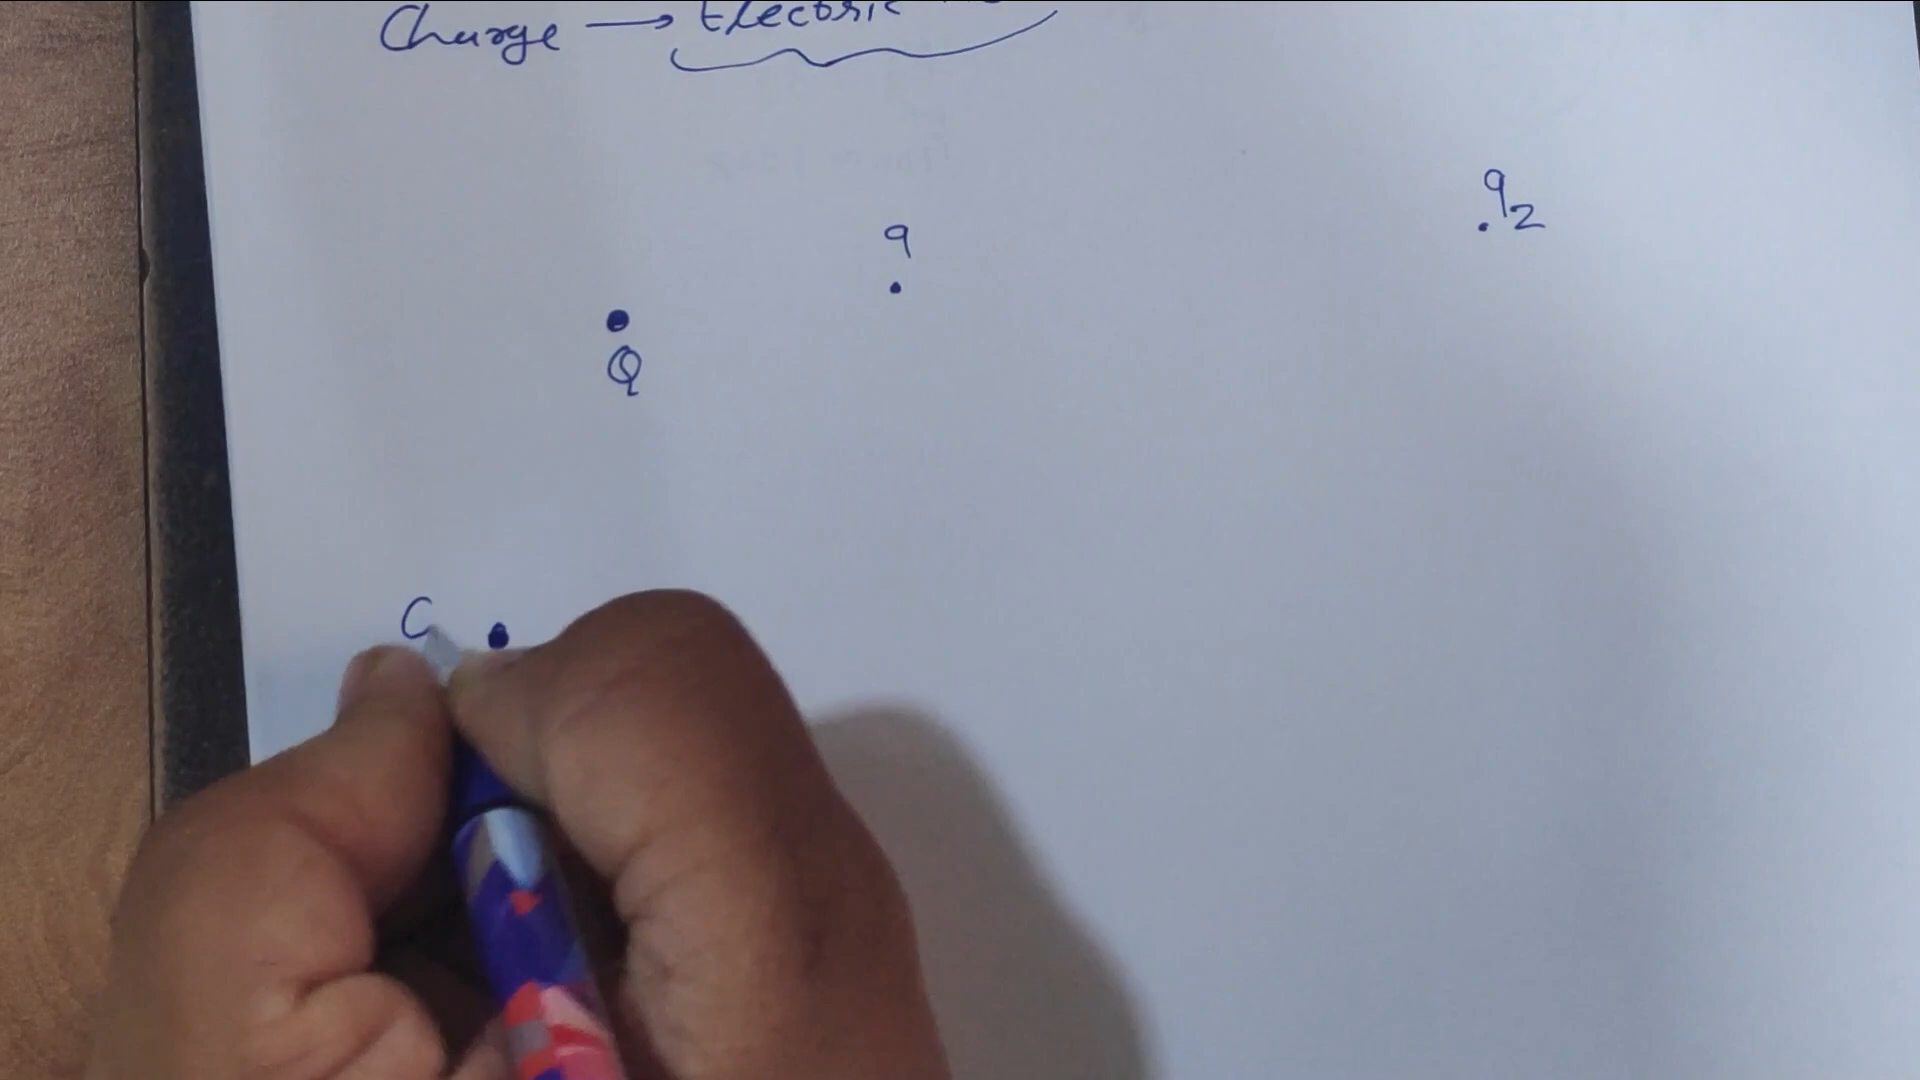 Charge → Electric
q2
q
Q
C